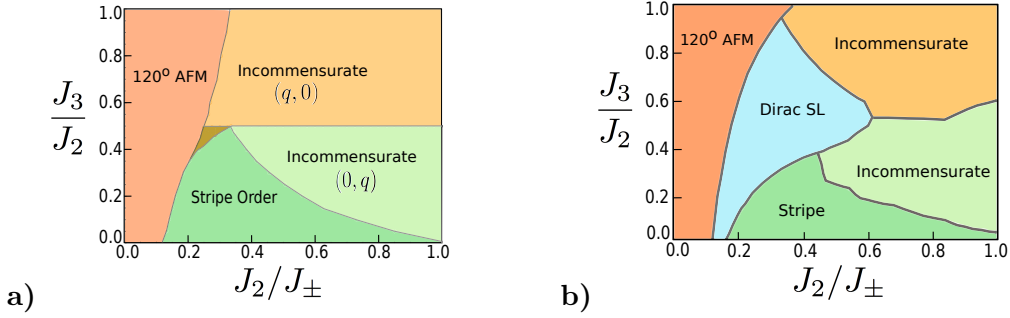 1.0
0.8
0.6
0.4
0.2
0.0
J₃
J₂
120º AFM
Incommensurate
(q, 0)
Incommensurate
(0, q)
Stripe Order
0.0 0.2 0.4 0.6 0.8 1.0
J₂/J±
a)
1.0
0.8
0.6
0.4
0.2
0.0
J₃
J₂
120º AFM
Incommensurate
Dirac SL
Incommensurate
Stripe
0.0 0.2 0.4 0.6 0.8 1.0
J₂/J±
b)